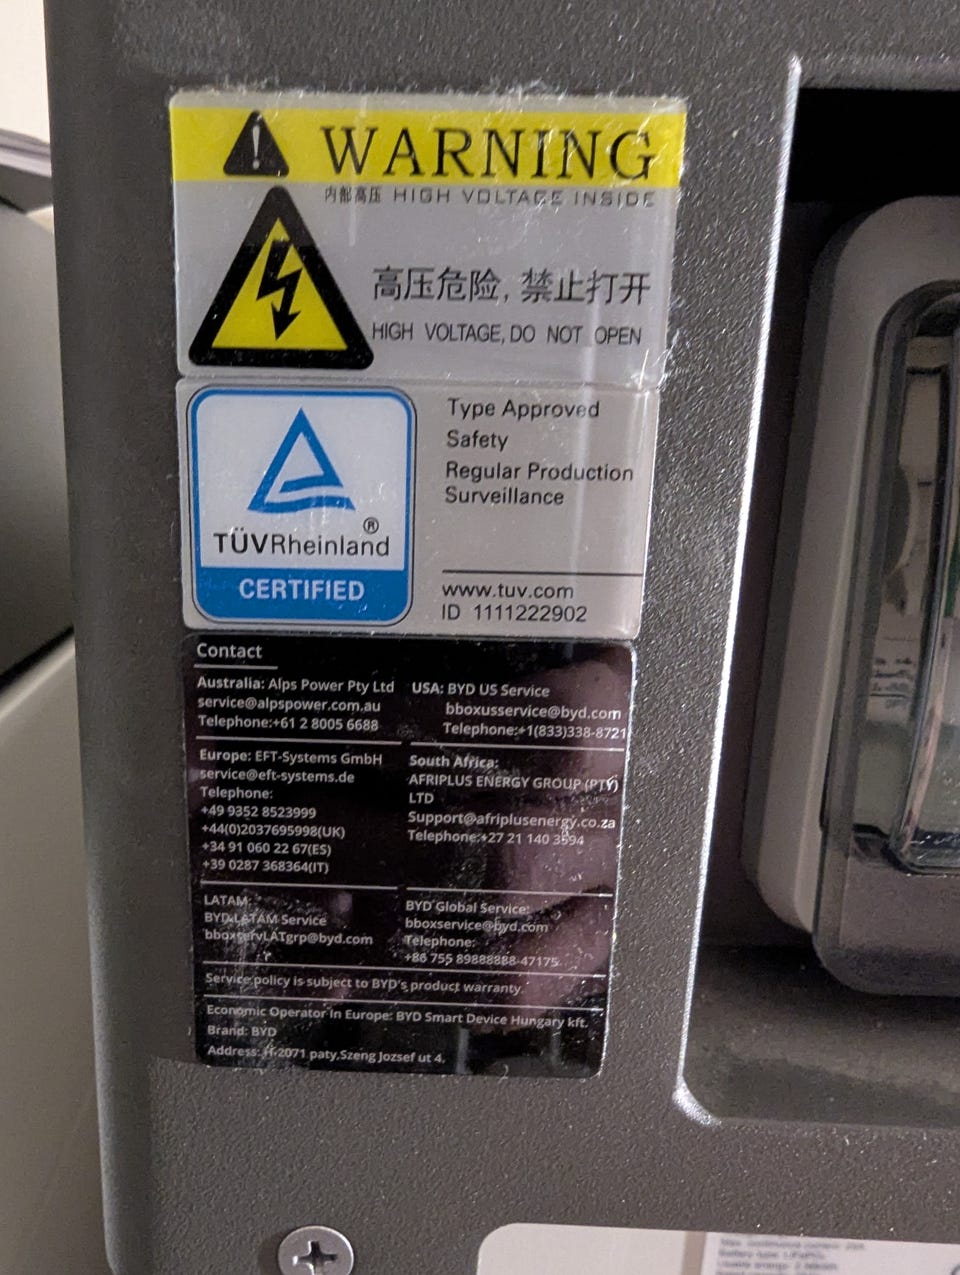 WARNING
内部高压 HIGH VOLTAGE INSIDE
高压危险, 禁止打开
HIGH VOLTAGE, DO NOT OPEN
TÜVRheinland
®
CERTIFIED
Type Approved
Safety
Regular Production
Surveillance
www.tuv.com
ID 1111222902
Contact
Australia: Alps Power Pty Ltd
service@alpspower.com.au
Telephone:+61 2 8005 6688
USA: BYD US Service
bboxusservice@byd.com
Telephone:+1(833)338-8721
Europe: EFT-Systems GmbH
service@eft-systems.de
Telephone:
+49 9352 8523999
+44(0)2037695998(UK)
+34 91 060 22 67(ES)
+39 0287 368364(IT)
South Africa:
AFRIPLUS ENERGY GROUP (PTY)
LTD
Support@afriplusenergy.co.za
Telephone:+27 21 140 3594
LATAM:
BYD LATAM Service
bboxservLATgrp@byd.com
BYD Global Service:
bboxservice@byd.com
Telephone:
+86 755 89888888-47175
Service policy is subject to BYD's product warranty.
Economic Operator in Europe: BYD Smart Device Hungary kft.
Brand: BYD
Address: H-2071 paty,Szeng Jozsef ut 4.